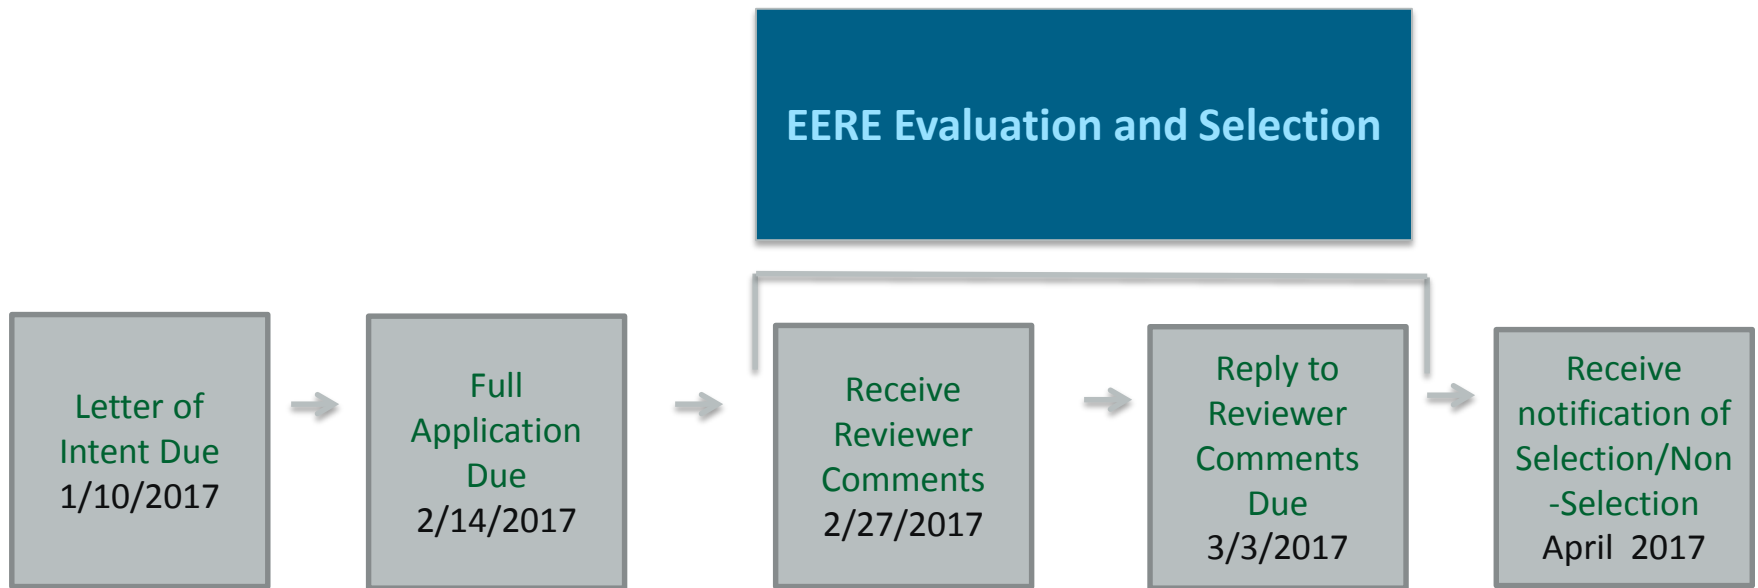 EERE Evaluation and Selection
Letter of
Intent Due
1/10/2017
Full
Application
Due
2/14/2017
Receive
Reviewer
Comments
2/27/2017
Reply to
Reviewer
Comments
Due
3/3/2017
Receive
notification of
Selection/Non
-Selection
April 2017